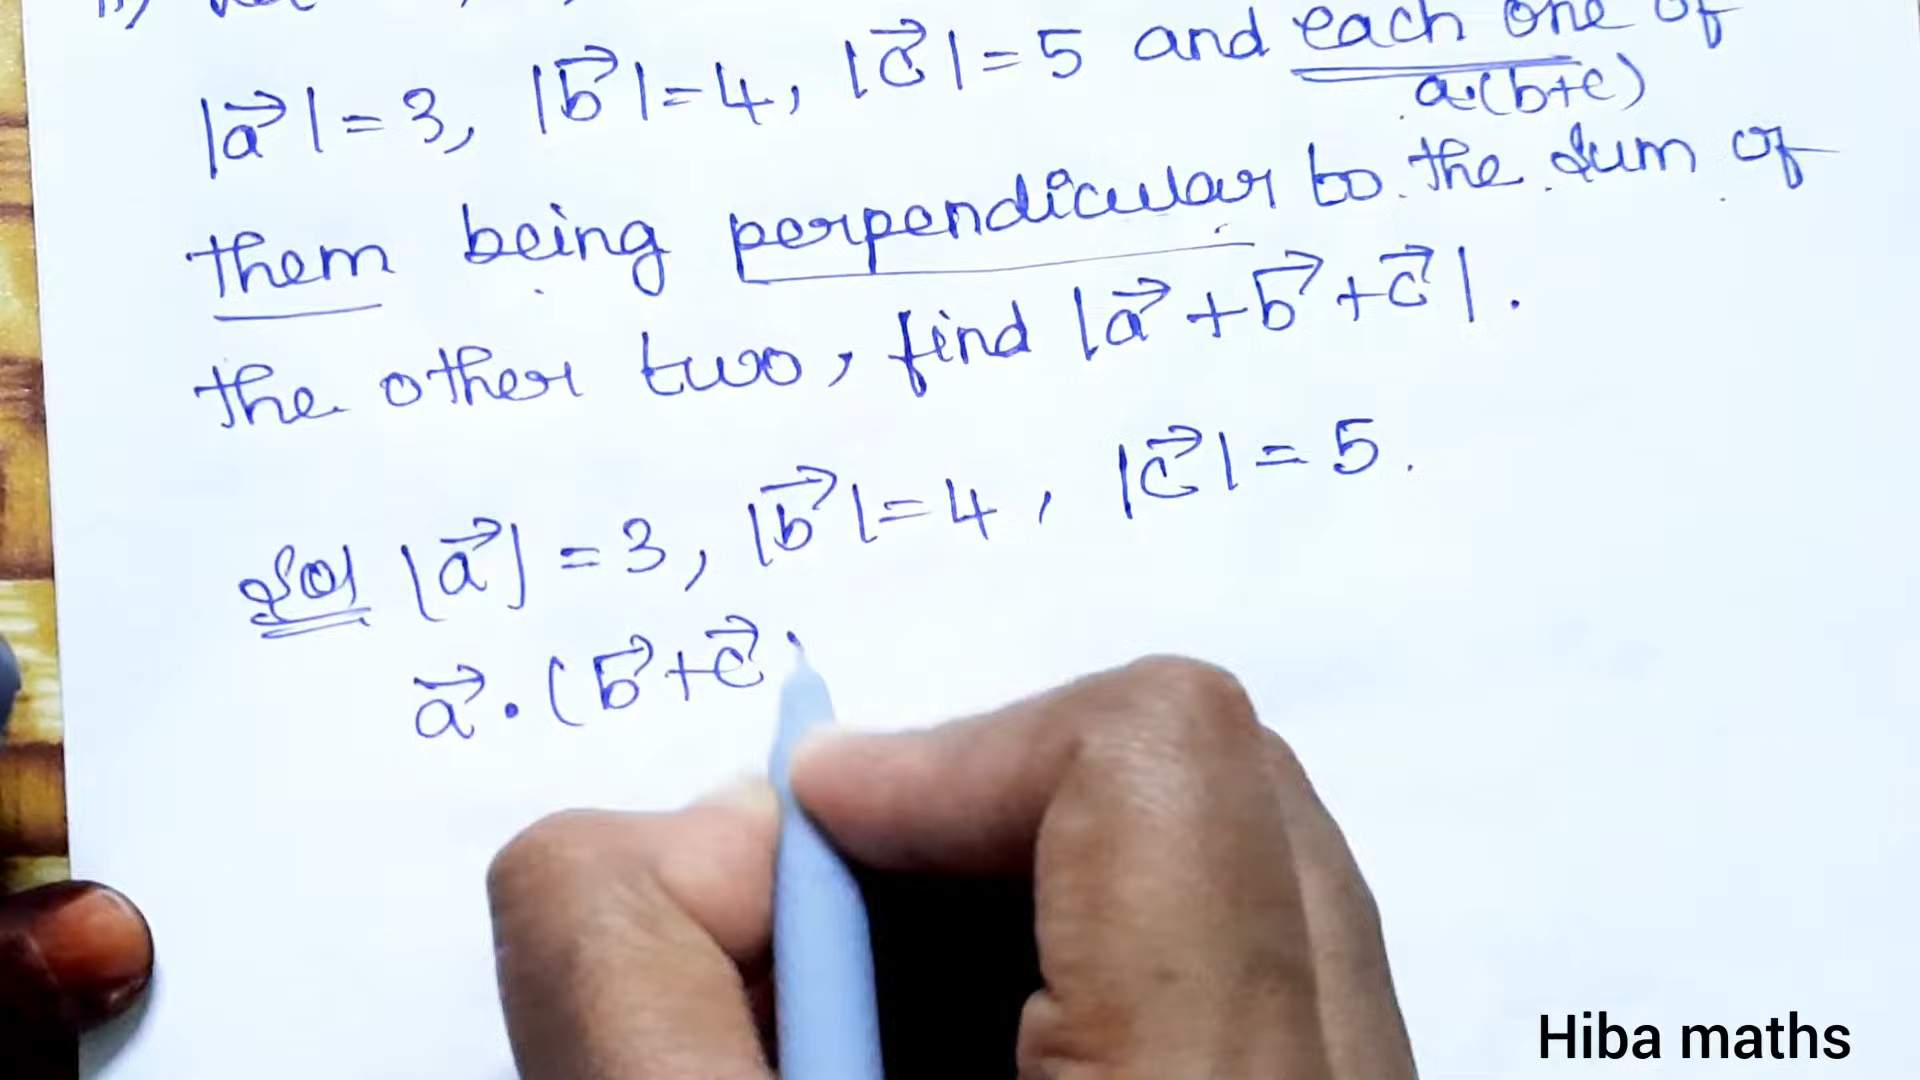 |a⃗| = 3, |b⃗| = 4, |c⃗| = 5 and each one of
a.(b+c)
them being perpendicular to the sum of
the other two, find |a⃗ + b⃗ + c⃗|.
Sol |a⃗| = 3, |b⃗| = 4, |c⃗| = 5.
a⃗ . (b⃗ + c⃗
Hiba maths